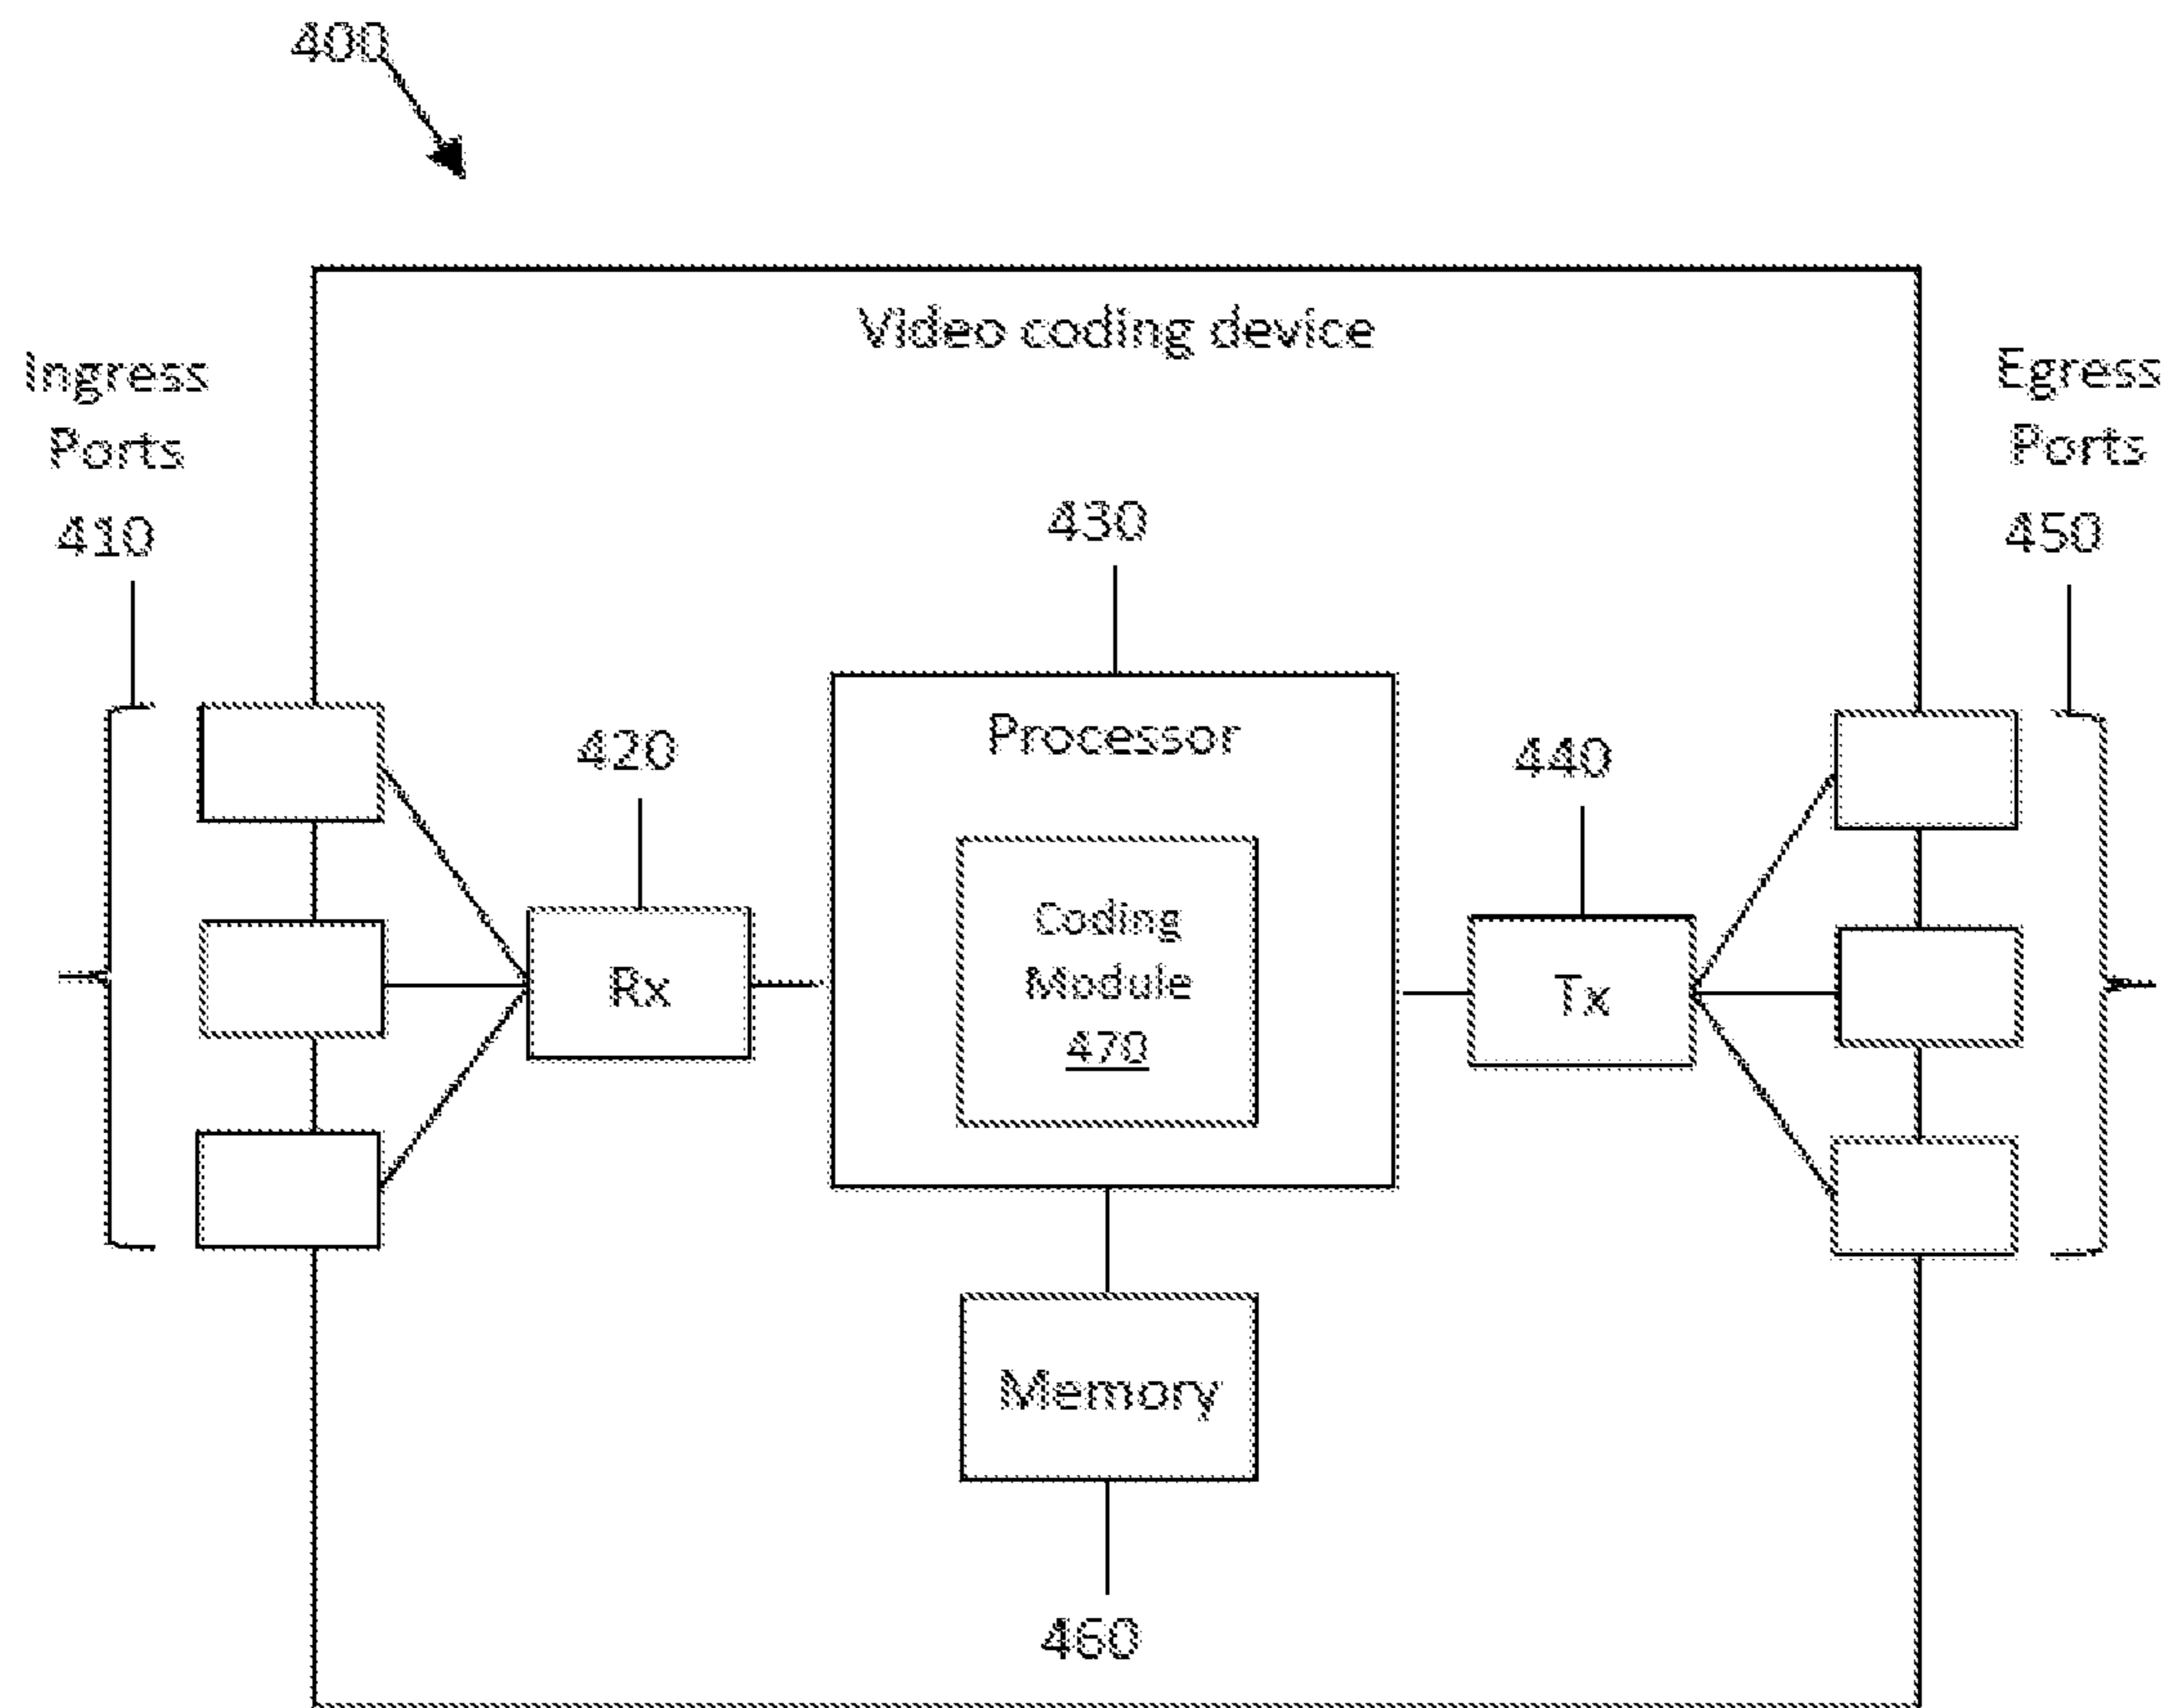 400
Video coding device
Ingress
Ports
410
Egress
Ports
450
430
Processor
420
440
Coding
Module
470
Rx
Tx
Memory
460